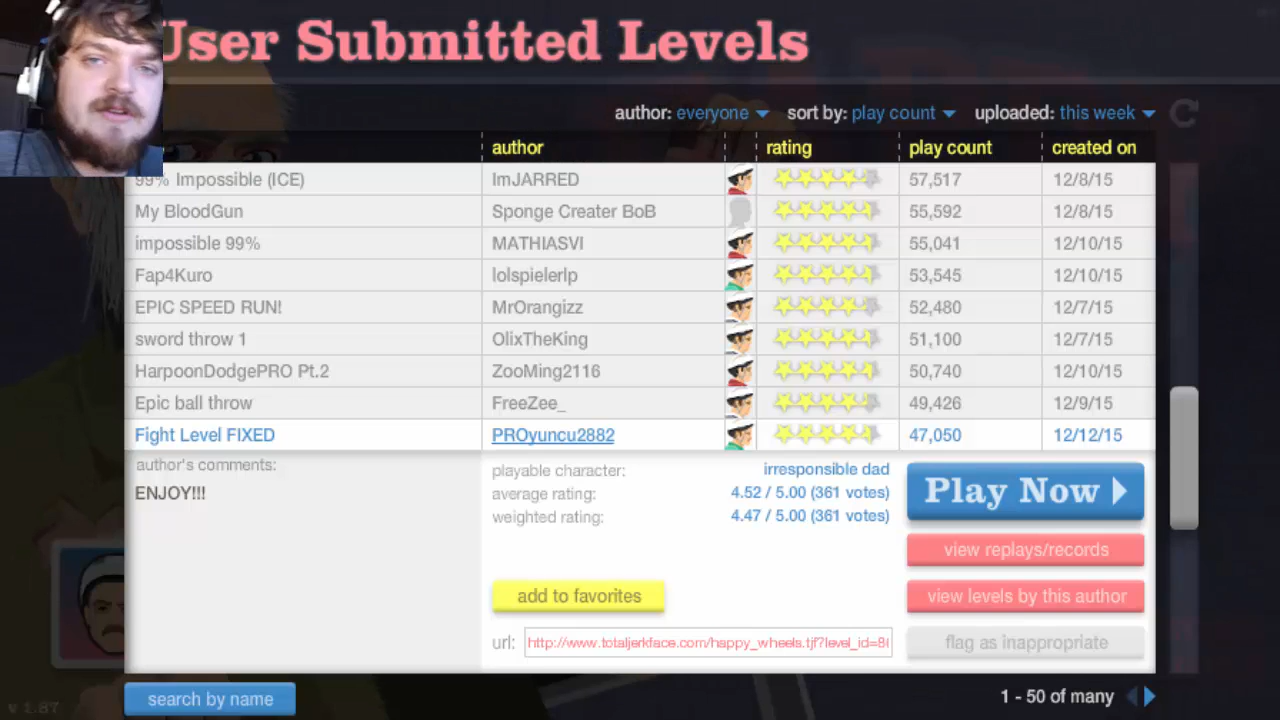 User Submitted Levels
author: everyone sort by: play count uploaded: this week
author rating play count created on
99% Impossible (ICE) ImJARRED 57,517 12/8/15
My BloodGun Sponge Creater BoB 55,592 12/8/15
impossible 99% MATHIASVI 55,041 12/10/15
Fap4Kuro lolspielerlp 53,545 12/10/15
EPIC SPEED RUN! MrOrangizz 52,480 12/7/15
sword throw 1 OlixTheKing 51,100 12/7/15
HarpoonDodgePRO Pt.2 ZooMing2116 50,740 12/10/15
Epic ball throw FreeZee_ 49,426 12/9/15
Fight Level FIXED PROyuncu2882 47,050 12/12/15
author's comments:
ENJOY!!!
playable character: irresponsible dad
average rating: 4.52 / 5.00 (361 votes)
weighted rating: 4.47 / 5.00 (361 votes)
Play Now
view replays/records
add to favorites
view levels by this author
url: http://www.totaljerkface.com/happy_wheels.tjf?level_id=8
flag as inappropriate
search by name
1 - 50 of many
v 1.87